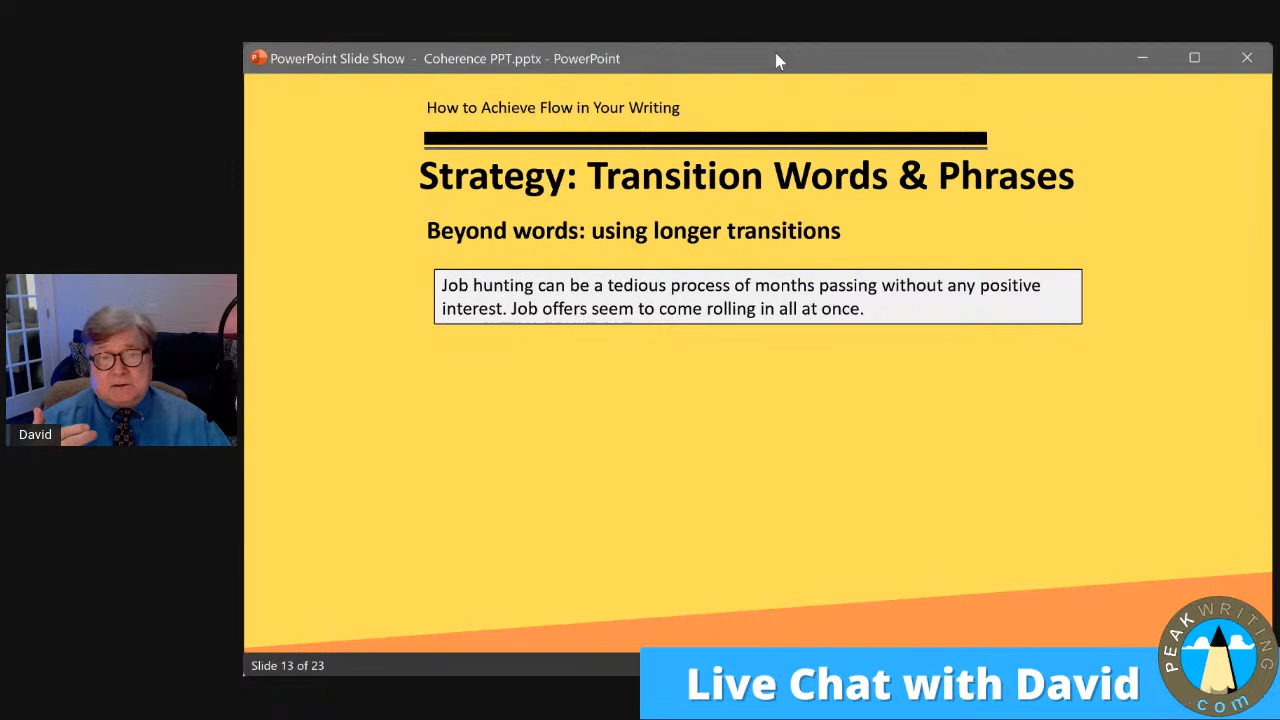 PowerPoint Slide Show - Coherence PPT.pptx - PowerPoint
How to Achieve Flow in Your Writing
Strategy: Transition Words & Phrases
Beyond words: using longer transitions
Job hunting can be a tedious process of months passing without any positive
interest. Job offers seem to come rolling in all at once.
David
Slide 13 of 23
Live Chat with David
PEAKWRITING
.com